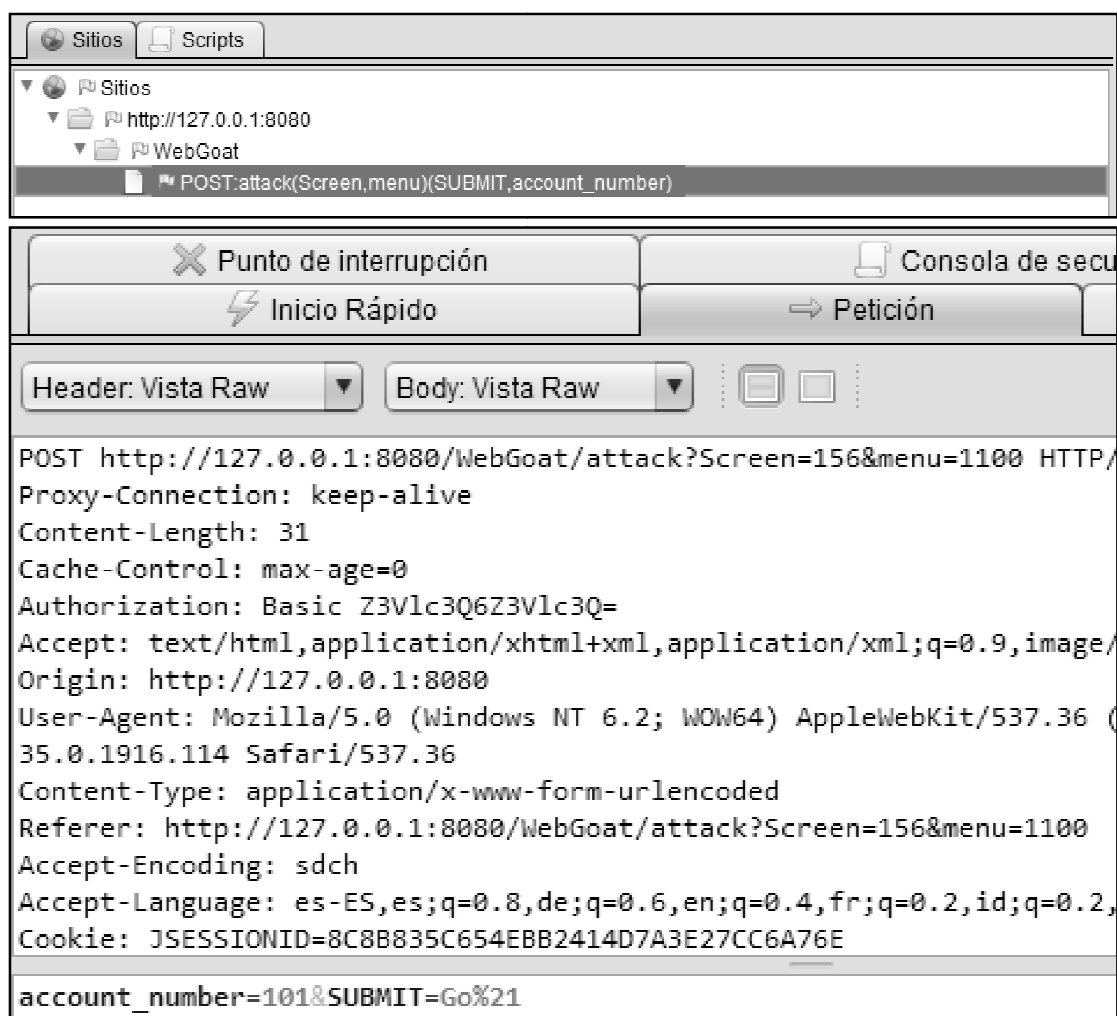 Sitios Scripts
Sitios
http://127.0.0.1:8080
WebGoat
POST:attack(Screen,menu)(SUBMIT,account_number)
Punto de interrupción Consola de secu
Inicio Rápido Petición
Header: Vista Raw Body: Vista Raw
POST http://127.0.0.1:8080/WebGoat/attack?Screen=156&menu=1100 HTTP/
Proxy-Connection: keep-alive
Content-Length: 31
Cache-Control: max-age=0
Authorization: Basic Z3Vlc3Q6Z3Vlc3Q=
Accept: text/html,application/xhtml+xml,application/xml;q=0.9,image/
Origin: http://127.0.0.1:8080
User-Agent: Mozilla/5.0 (Windows NT 6.2; WOW64) AppleWebKit/537.36 (
35.0.1916.114 Safari/537.36
Content-Type: application/x-www-form-urlencoded
Referer: http://127.0.0.1:8080/WebGoat/attack?Screen=156&menu=1100
Accept-Encoding: sdch
Accept-Language: es-ES,es;q=0.8,de;q=0.6,en;q=0.4,fr;q=0.2,id;q=0.2,
Cookie: JSESSIONID=8C8B835C654EBB2414D7A3E27CC6A76E
account_number=101&SUBMIT=Go%21